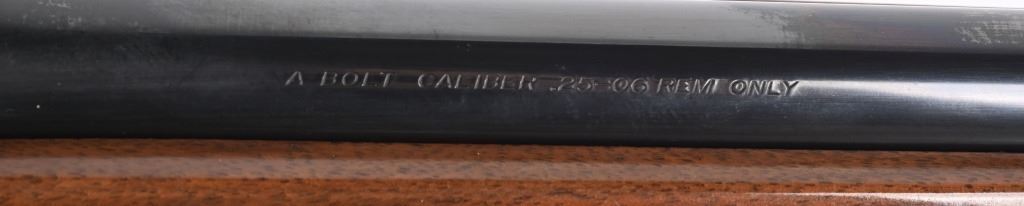 A BOLT CALIBER .25-06 REM ONLY